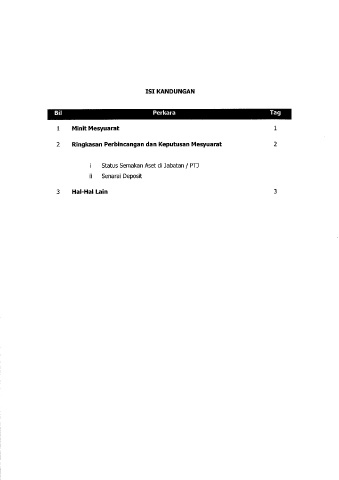 ISI KANDUNGAN
Bil Perkara Tag
1 Minit Mesyuarat 1
2 Ringkasan Perbincangan dan Keputusan Mesyuarat 2
i Status Semakan Aset di Jabatan / PTJ
ii Senarai Deposit
3 Hal-Hal Lain 3